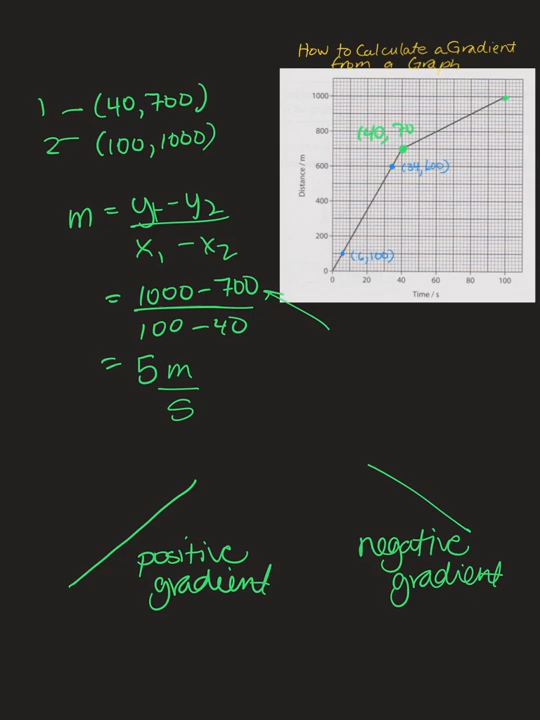 How to Calculate a Gradient
from a Graph
1 – (40,700)
2 – (100,1000)
m = y1 – y2
x1 – x2
= 1000 – 700
100 – 40
= 5 m
s
1000
800
600
400
200
0
0 20 40 60 80 100
Distance / m
Time / s
(40, 70
(34,600)
(6,100)
positive
gradient
negative
gradient